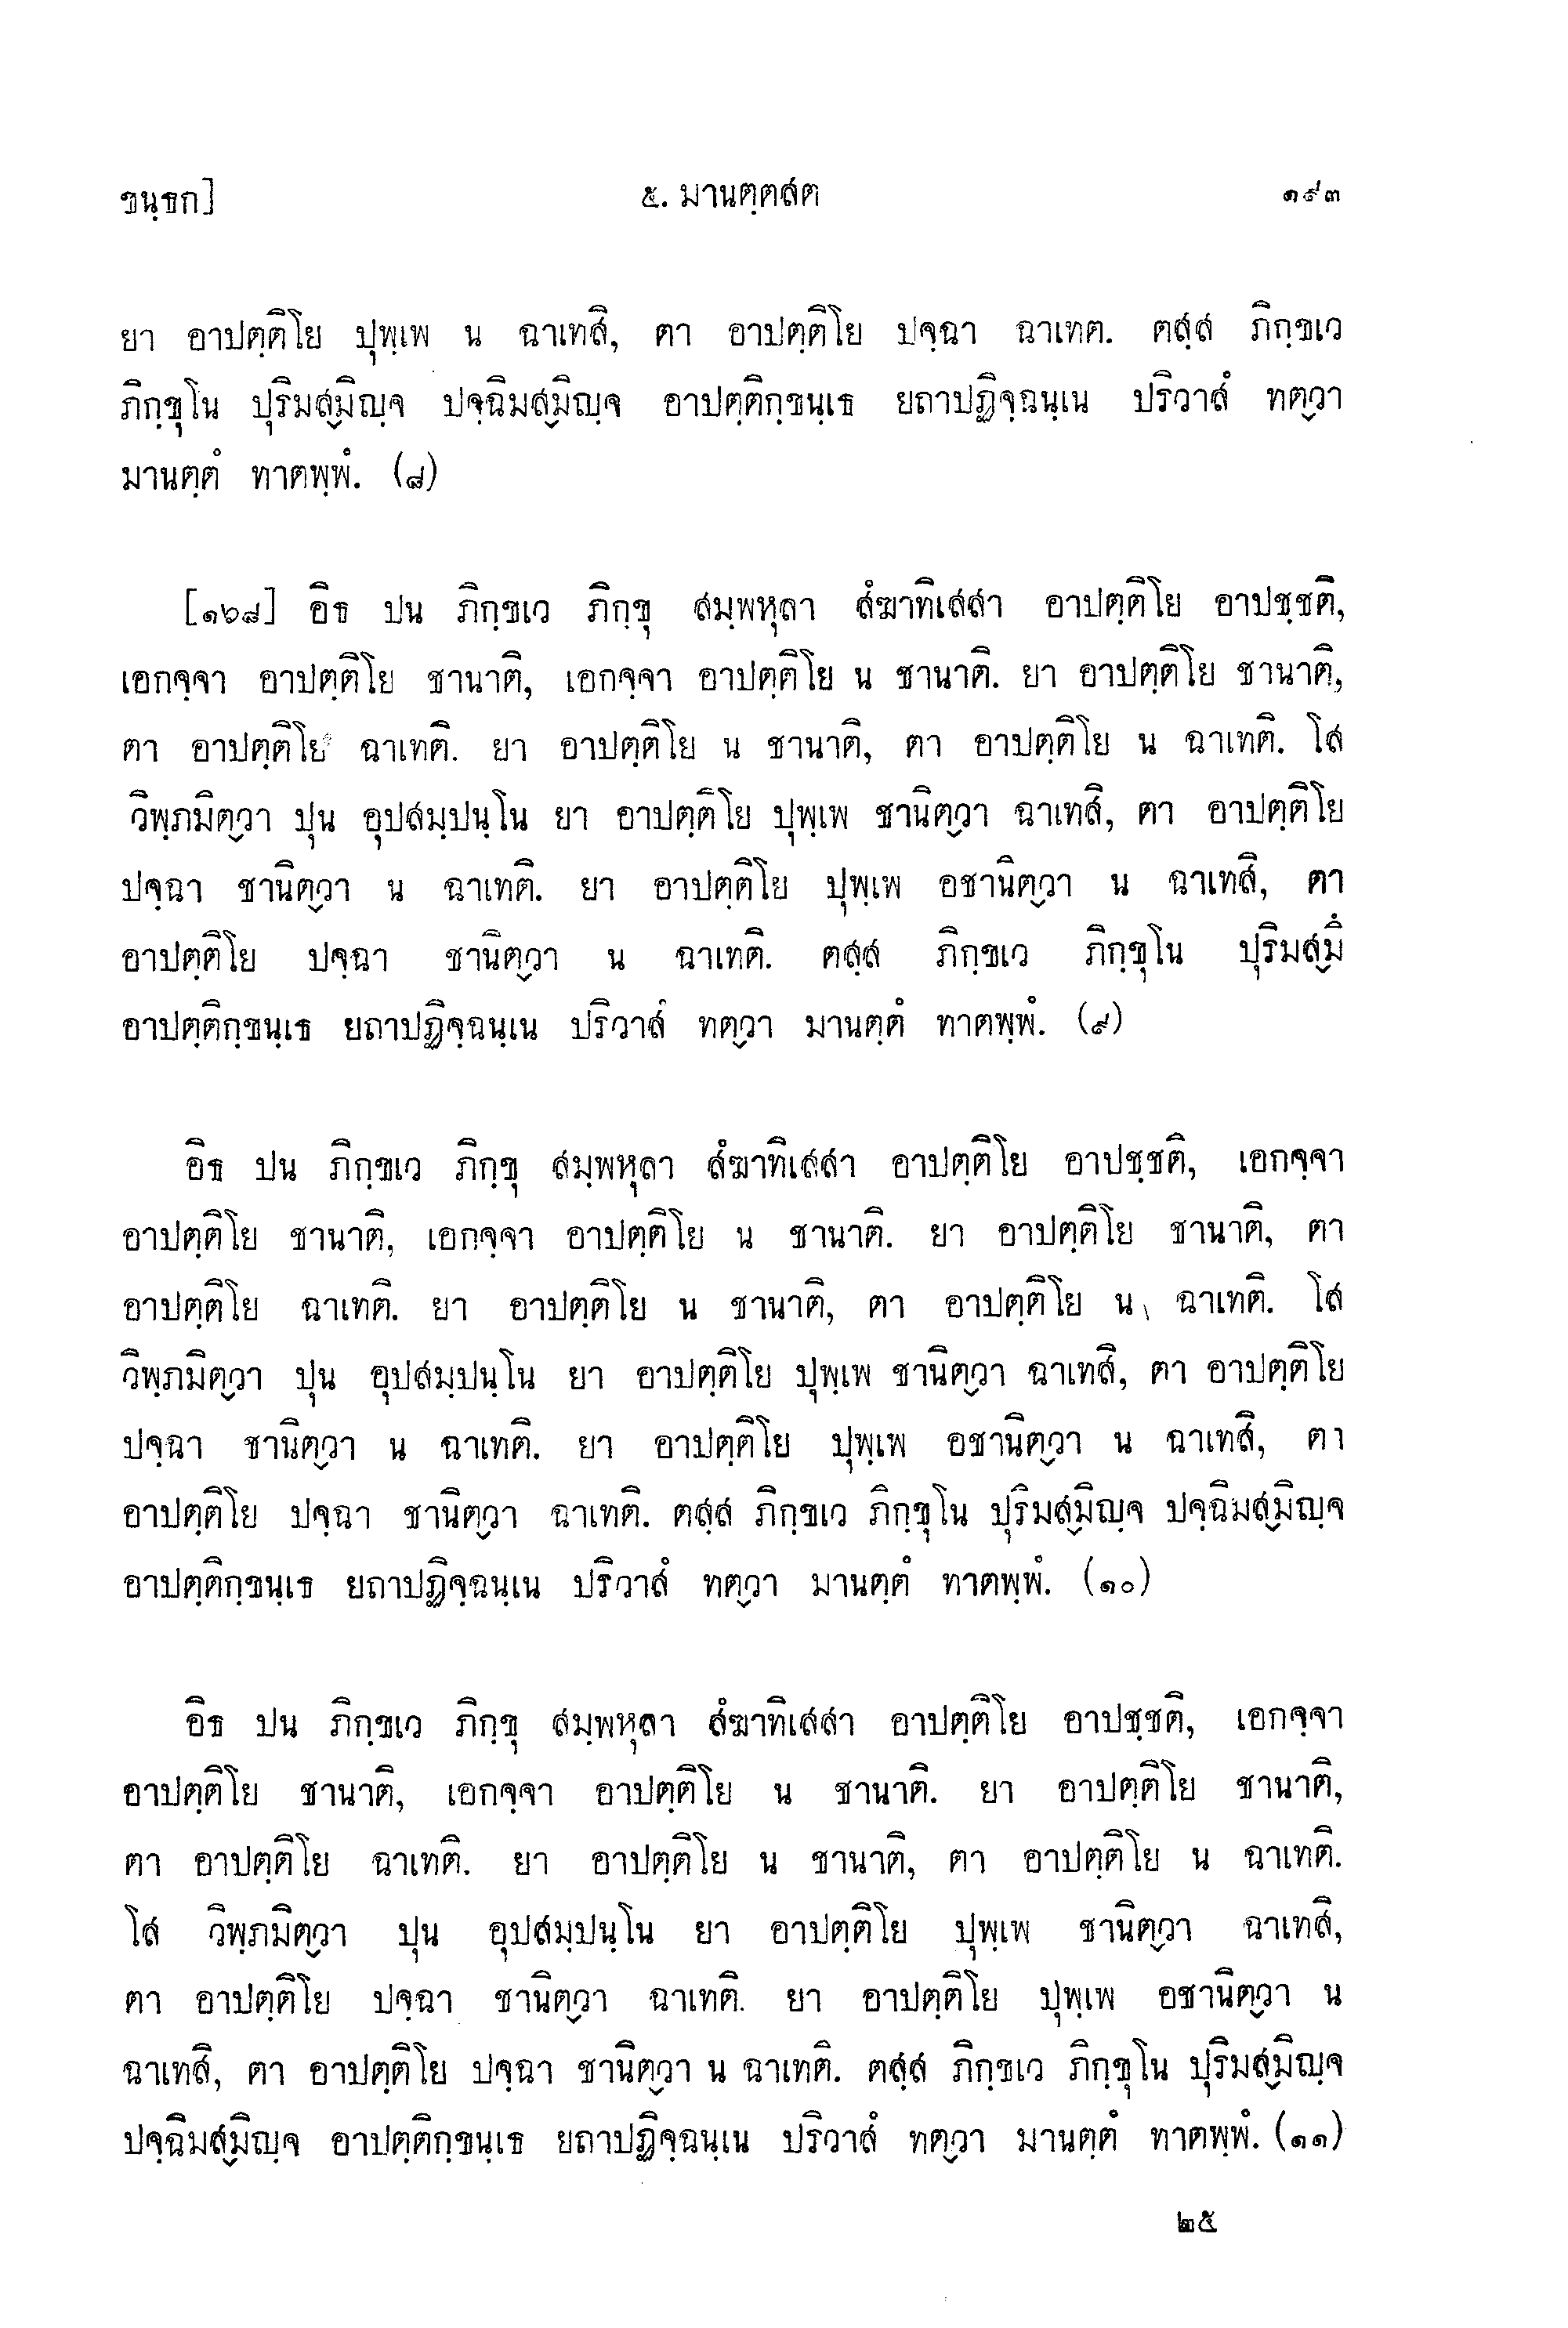 ขนฺธก]
๕. มานตฺตสต
๑๙๓
ยา อาปตฺติโย ปุพฺเพ น ฉาเทสิ, ตา อาปตฺติโย ปจฺฉา ฉาเทต. ตสฺส ภิกฺขเว
ภิกฺขุโน ปุริมสฺมิญฺจ ปจฺฉิมสฺมิญฺจ อาปตฺติกฺขนฺเธ ยถาปฏิจฺฉนฺเน ปริวาสํ ทตฺวา
มานตฺตํ ทาตพฺพํ. (๘)
[๑๖๘] อิธ ปน ภิกฺขเว ภิกฺขุ สมฺพหุลา สํฆาทิเสสา อาปตฺติโย อาปชฺชติ,
เอกจฺจา อาปตฺติโย ชานาติ, เอกจฺจา อาปตฺติโย น ชานาติ. ยา อาปตฺติโย ชานาติ,
ตา อาปตฺติโย ฉาเทติ. ยา อาปตฺติโย น ชานาติ, ตา อาปตฺติโย น ฉาเทติ. โส
วิพฺภมิตฺวา ปุน อุปสมฺปนฺโน ยา อาปตฺติโย ปุพฺเพ ชานิตฺวา ฉาเทสิ, ตา อาปตฺติโย
ปจฺฉา ชานิตฺวา น ฉาเทติ. ยา อาปตฺติโย ปุพฺเพ อชานิตฺวา น ฉาเทสิ, ตา
อาปตฺติโย ปจฺฉา ชานิตฺวา น ฉาเทติ. ตสฺส ภิกฺขเว ภิกฺขุโน ปุริมสฺมึ
อาปตฺติกฺขนฺเธ ยถาปฏิจฺฉนฺเน ปริวาสํ ทตฺวา มานตฺตํ ทาตพฺพํ. (๙)
อิธ ปน ภิกฺขเว ภิกฺขุ สมฺพหุลา สํฆาทิเสสา อาปตฺติโย อาปชฺชติ, เอกจฺจา
อาปตฺติโย ชานาติ, เอกจฺจา อาปตฺติโย น ชานาติ. ยา อาปตฺติโย ชานาติ, ตา
อาปตฺติโย ฉาเทติ. ยา อาปตฺติโย น ชานาติ, ตา อาปตฺติโย น ฉาเทติ. โส
วิพฺภมิตฺวา ปุน อุปสมฺปนฺโน ยา อาปตฺติโย ปุพฺเพ ชานิตฺวา ฉาเทสิ, ตา อาปตฺติโย
ปจฺฉา ชานิตฺวา น ฉาเทติ. ยา อาปตฺติโย ปุพฺเพ อชานิตฺวา น ฉาเทสิ, ตา
อาปตฺติโย ปจฺฉา ชานิตฺวา ฉาเทติ. ตสฺส ภิกฺขเว ภิกฺขุโน ปุริมสฺมิญฺจ ปจฺฉิมสฺมิญฺจ
อาปตฺติกฺขนฺเธ ยถาปฏิจฺฉนฺเน ปริวาสํ ทตฺวา มานตฺตํ ทาตพฺพํ. (๑๐)
อิธ ปน ภิกฺขเว ภิกฺขุ สมฺพหุลา สํฆาทิเสสา อาปตฺติโย อาปชฺชติ, เอกจฺจา
อาปตฺติโย ชานาติ, เอกจฺจา อาปตฺติโย น ชานาติ. ยา อาปตฺติโย ชานาติ,
ตา อาปตฺติโย ฉาเทติ. ยา อาปตฺติโย น ชานาติ, ตา อาปตฺติโย น ฉาเทติ.
โส วิพฺภมิตฺวา ปุน อุปสมฺปนฺโน ยา อาปตฺติโย ปุพฺเพ ชานิตฺวา ฉาเทสิ,
ตา อาปตฺติโย ปจฺฉา ชานิตฺวา ฉาเทติ. ยา อาปตฺติโย ปุพฺเพ อชานิตฺวา น
ฉาเทสิ, ตา อาปตฺติโย ปจฺฉา ชานิตฺวา น ฉาเทติ. ตสฺส ภิกฺขเว ภิกฺขุโน ปุริมสฺมิญฺจ
ปจฺฉิมสฺมิญฺจ อาปตฺติกฺขนฺเธ ยถาปฏิจฺฉนฺเน ปริวาสํ ทตฺวา มานตฺตํ ทาตพฺพํ. (๑๑)
๒๕